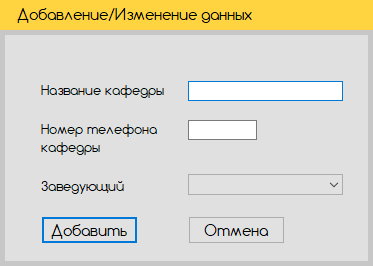 Добавление/Изменение данных
Название кафедры
Номер телефона
кафедры
Заведующий
Добавить
Отмена